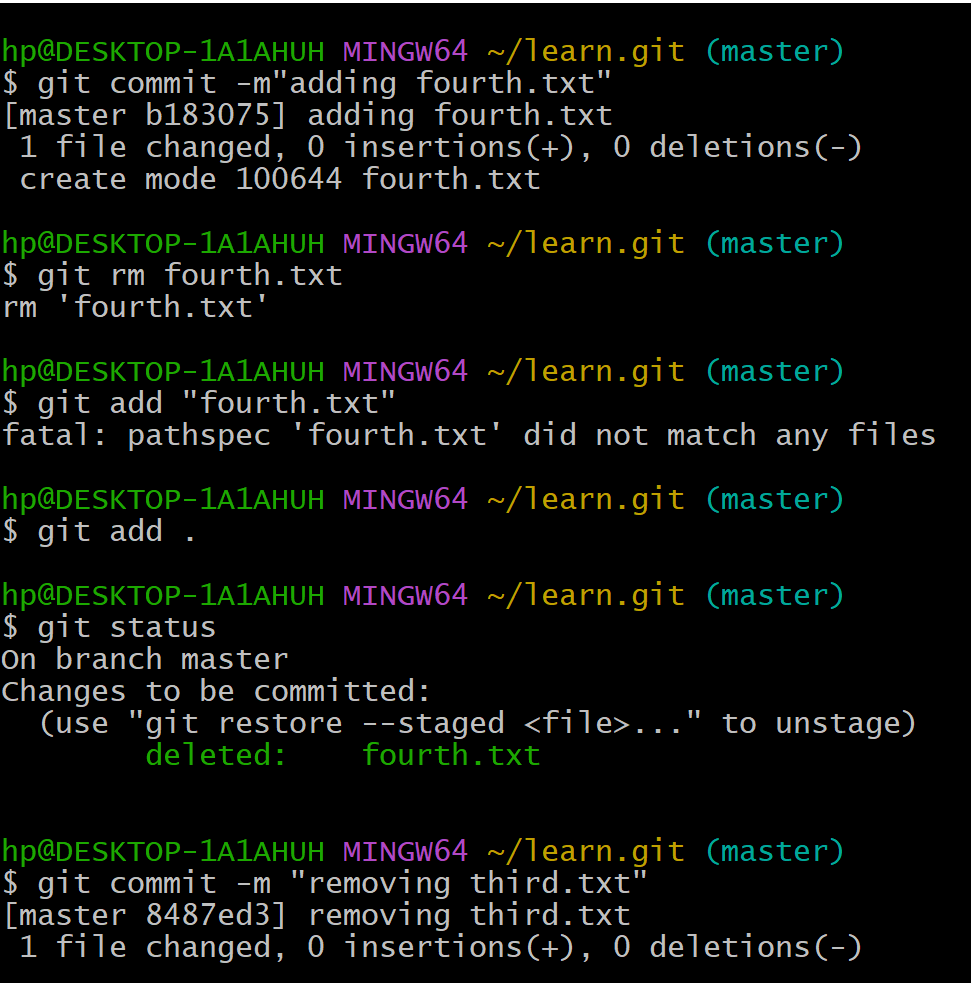 hp@DESKTOP-1A1AHUH MINGW64 ~/learn.git (master)
$ git commit -m"adding fourth.txt"
[master b183075] adding fourth.txt
 1 file changed, 0 insertions(+), 0 deletions(-)
 create mode 100644 fourth.txt

hp@DESKTOP-1A1AHUH MINGW64 ~/learn.git (master)
$ git rm fourth.txt
rm 'fourth.txt'

hp@DESKTOP-1A1AHUH MINGW64 ~/learn.git (master)
$ git add "fourth.txt"
fatal: pathspec 'fourth.txt' did not match any files

hp@DESKTOP-1A1AHUH MINGW64 ~/learn.git (master)
$ git add .

hp@DESKTOP-1A1AHUH MINGW64 ~/learn.git (master)
$ git status
On branch master
Changes to be committed:
  (use "git restore --staged <file>..." to unstage)
        deleted:    fourth.txt

hp@DESKTOP-1A1AHUH MINGW64 ~/learn.git (master)
$ git commit -m "removing third.txt"
[master 8487ed3] removing third.txt
 1 file changed, 0 insertions(+), 0 deletions(-)